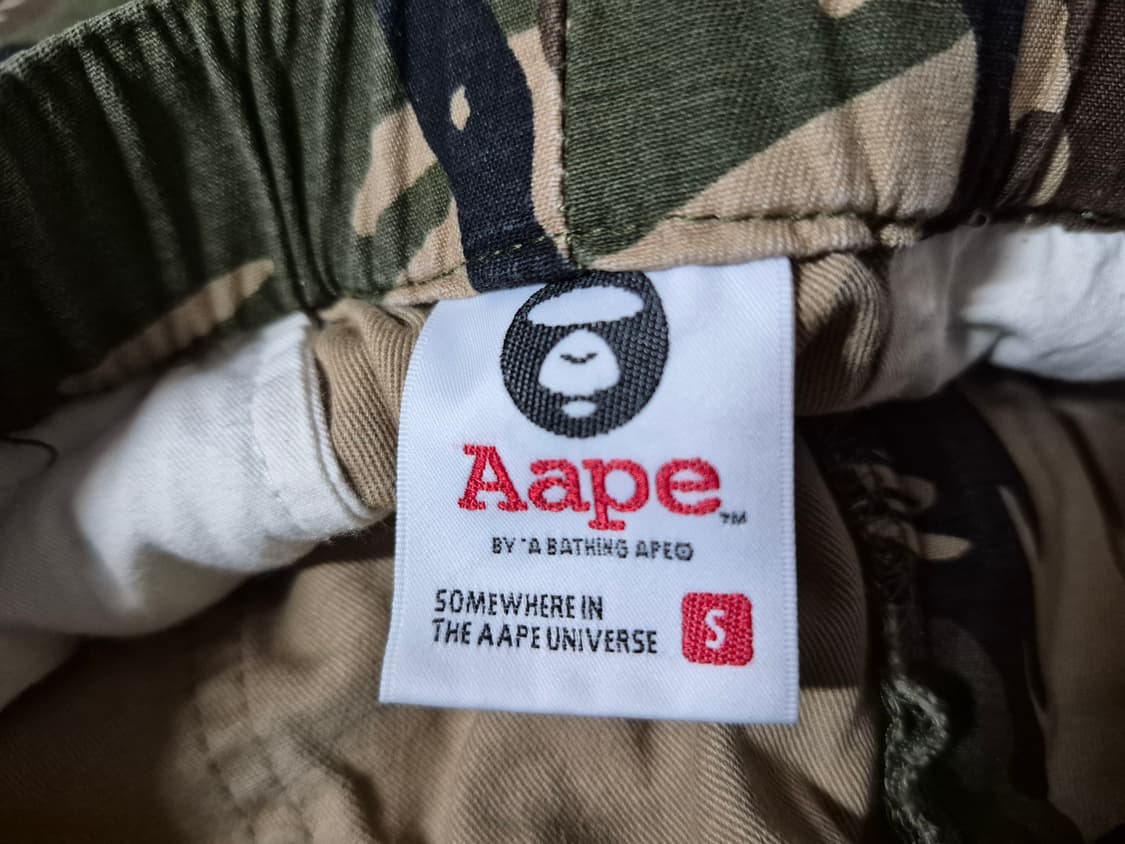 Aape™
BY *A BATHING APE®
SOMEWHERE IN
THE AAPE UNIVERSE
S